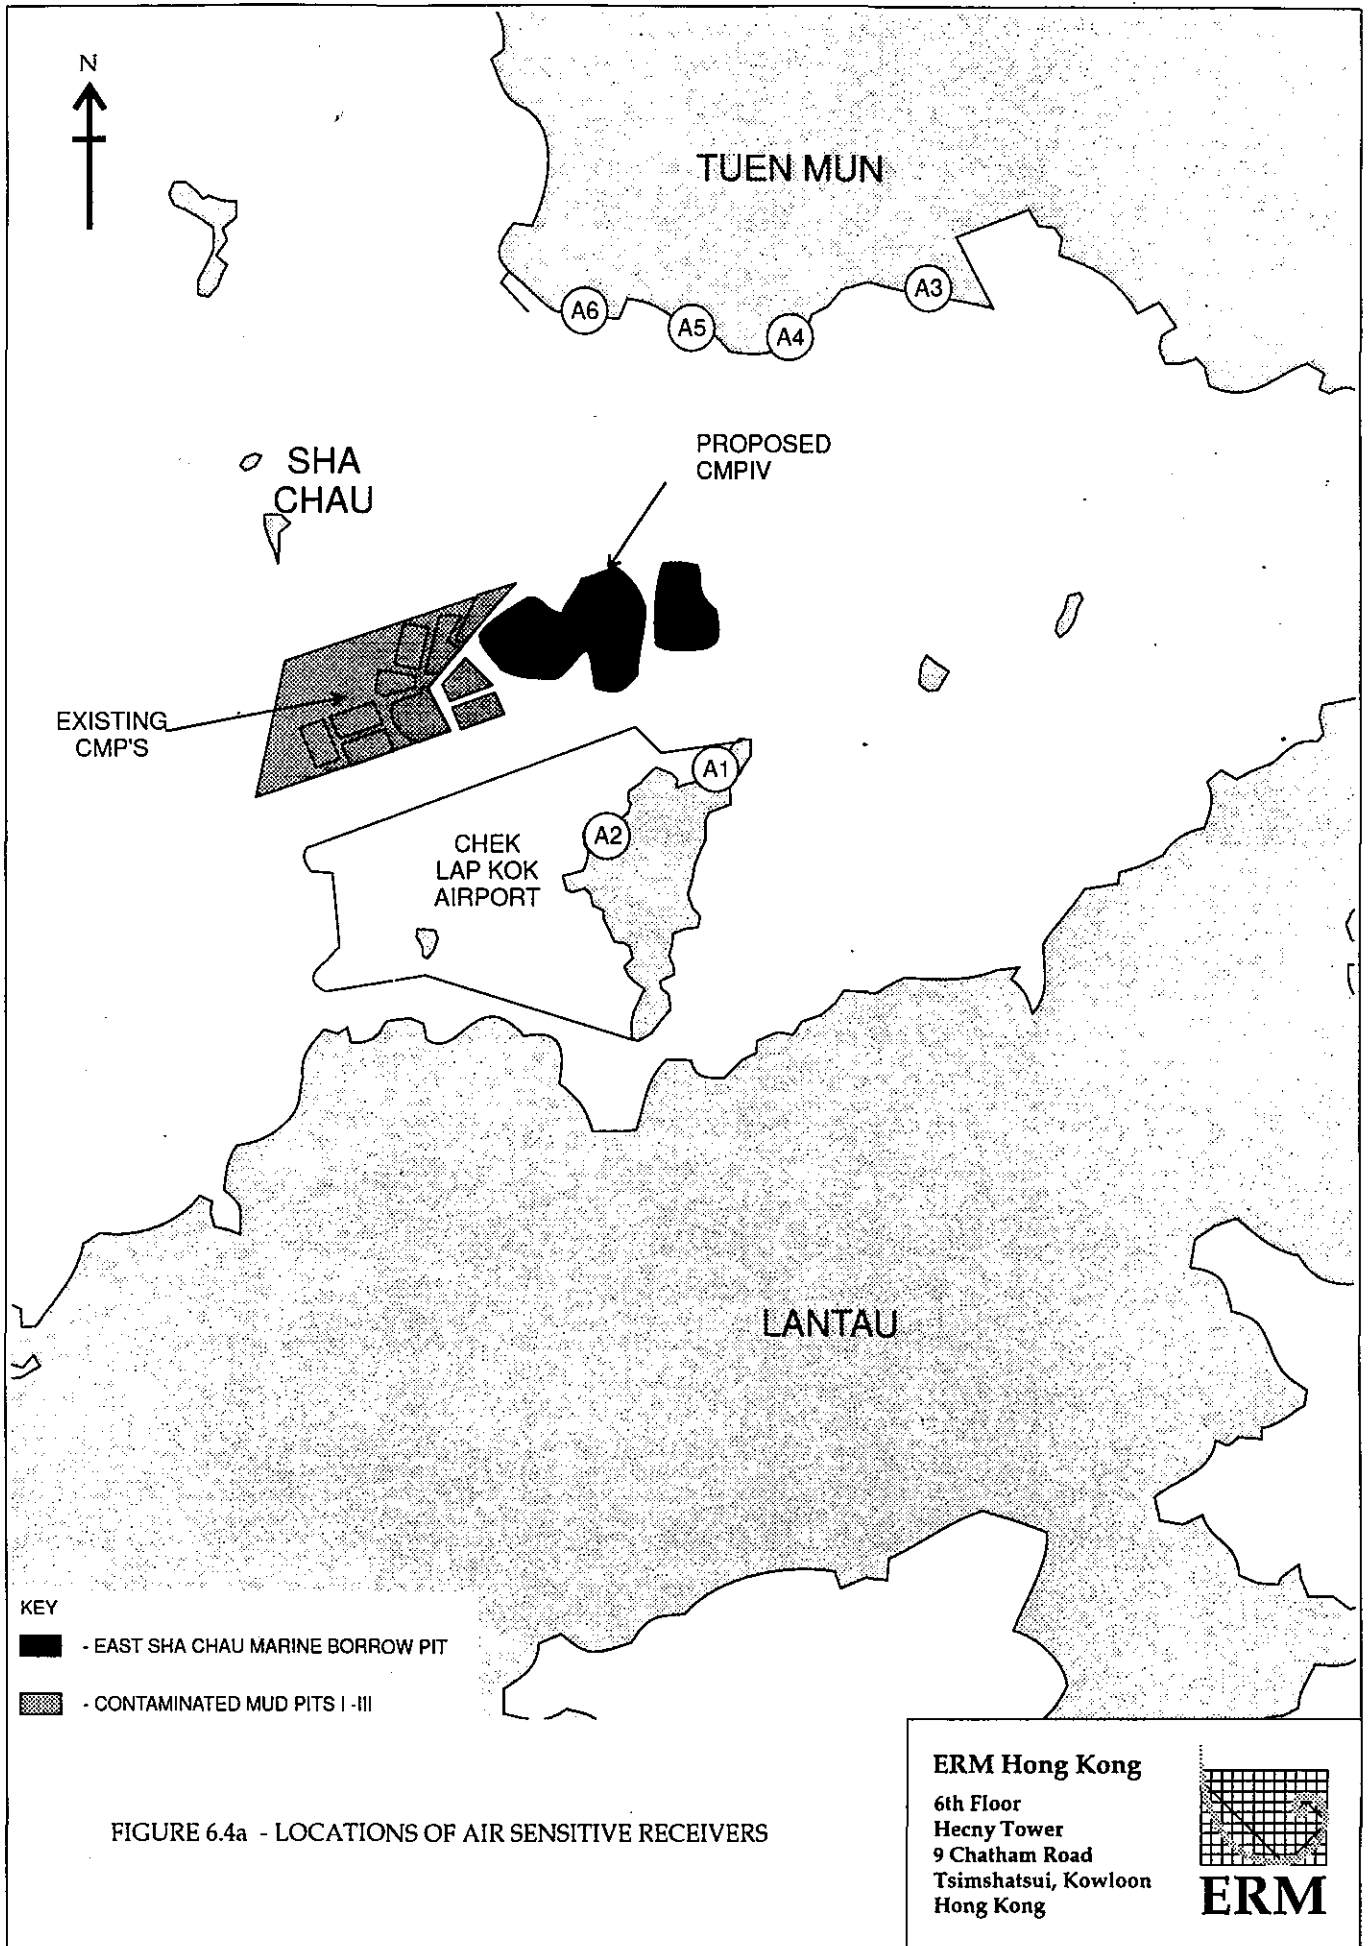 N
TUEN MUN
A3
A6
A5
A4
PROPOSED
CMPIV
SHA
CHAU
EXISTING
CMP'S
A1
A2
CHEK
LAP KOK
AIRPORT
LANTAU
KEY
- EAST SHA CHAU MARINE BORROW PIT
- CONTAMINATED MUD PITS I -III
FIGURE 6.4a - LOCATIONS OF AIR SENSITIVE RECEIVERS
ERM Hong Kong
6th Floor
Hecny Tower
9 Chatham Road
Tsimshatsui, Kowloon
Hong Kong
ERM